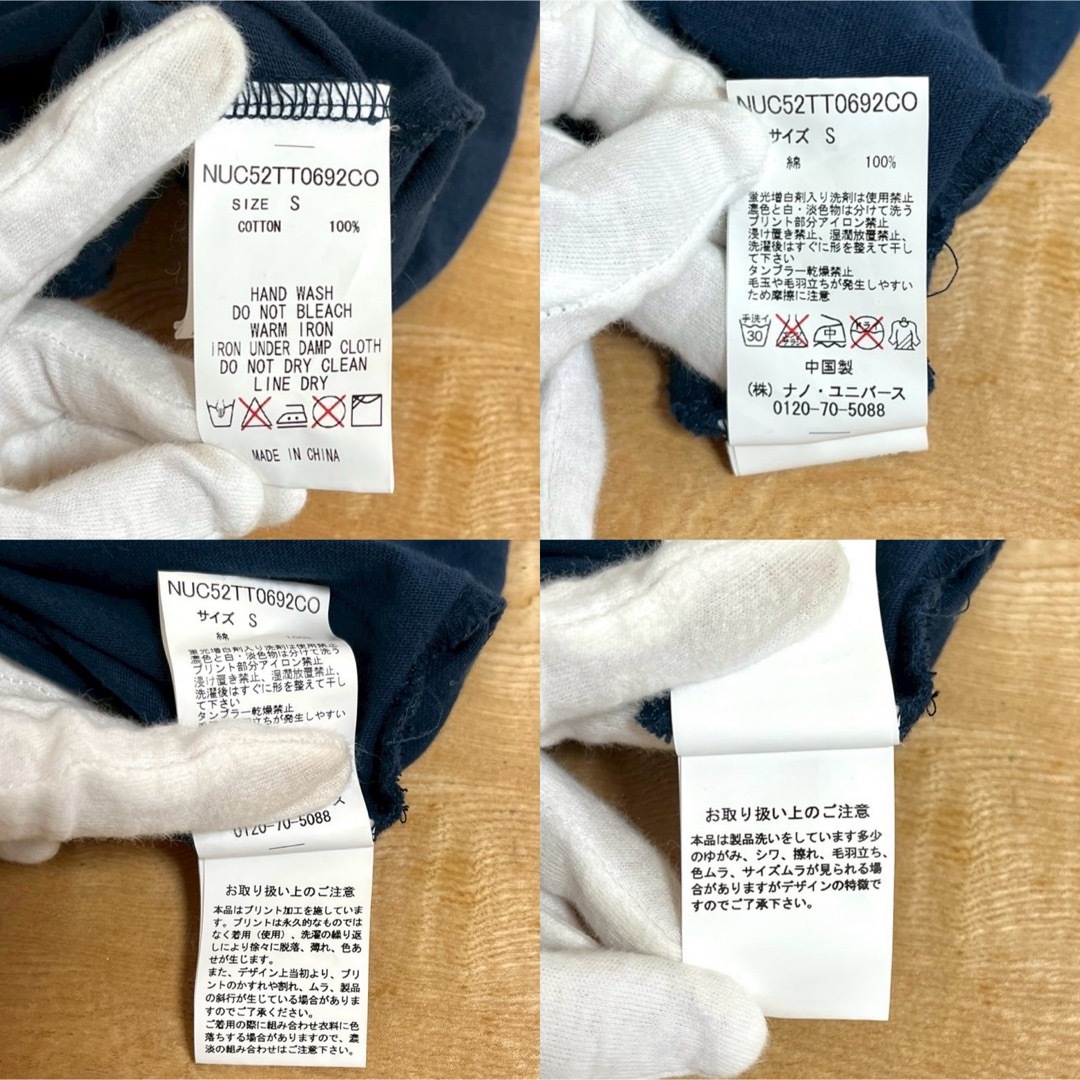 NUC52TT0692CO
SIZE S
COTTON 100%
HAND WASH
DO NOT BLEACH
WARM IRON
IRON UNDER DAMP CLOTH
DO NOT DRY CLEAN
LINE DRY
MADE IN CHINA
NUC52TT0692CO
サイズ S
綿 100%
蛍光増白剤入り洗剤は使用禁止
濃色と白・淡色物は分けて洗う
プリント部分アイロン禁止
浸け置き禁止、湿潤放置禁止、
洗濯後はすぐに形を整えて干し
て下さい
タンブラー乾燥禁止
毛玉や毛羽立ちが発生しやすい
ため摩擦に注意
手洗イ 30 中 ドライ
中国製
(株) ナノ・ユニバース
0120-70-5088
NUC52TT0692CO
サイズ S
綿 100%
蛍光増白剤入り洗剤は使用禁止
濃色と白・淡色物は分けて洗う
プリント部分アイロン禁止
浸け置き禁止、湿潤放置禁止、
洗濯後はすぐに形を整えて干し
て下さい
タンブラー乾燥禁止
立ちが発生しやすい
ス
0120-70-5088
お取り扱い上のご注意
本品はプリント加工を施していま
す。プリントは永久的なものでは
なく着用（使用）、洗濯の繰り返
しにより徐々に脱落、薄れ、色あ
せが生じます。
また、デザイン上当初より、プリ
ントのかすれや割れ、ムラ、製品
の斜行が生じている場合がありま
すのでご了承ください。
ご着用の際に組み合わせ衣料に色
落ちする場合がありますので、濃
淡の組み合わせはご注意下さい。
お取り扱い上のご注意
本品は製品洗いをしています多少
のゆがみ、シワ、擦れ、毛羽立ち、
色ムラ、サイズムラが見られる場
合がありますがデザインの特徴で
すのでご了承下さい。